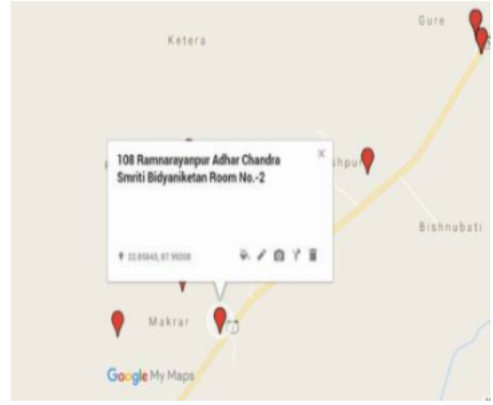 Gure
Ketera
108 Ramnarayanpur Adhar Chandra
Smriti Bidyaniketan Room No.-2
Bishnubati
Makrar
Google My Maps